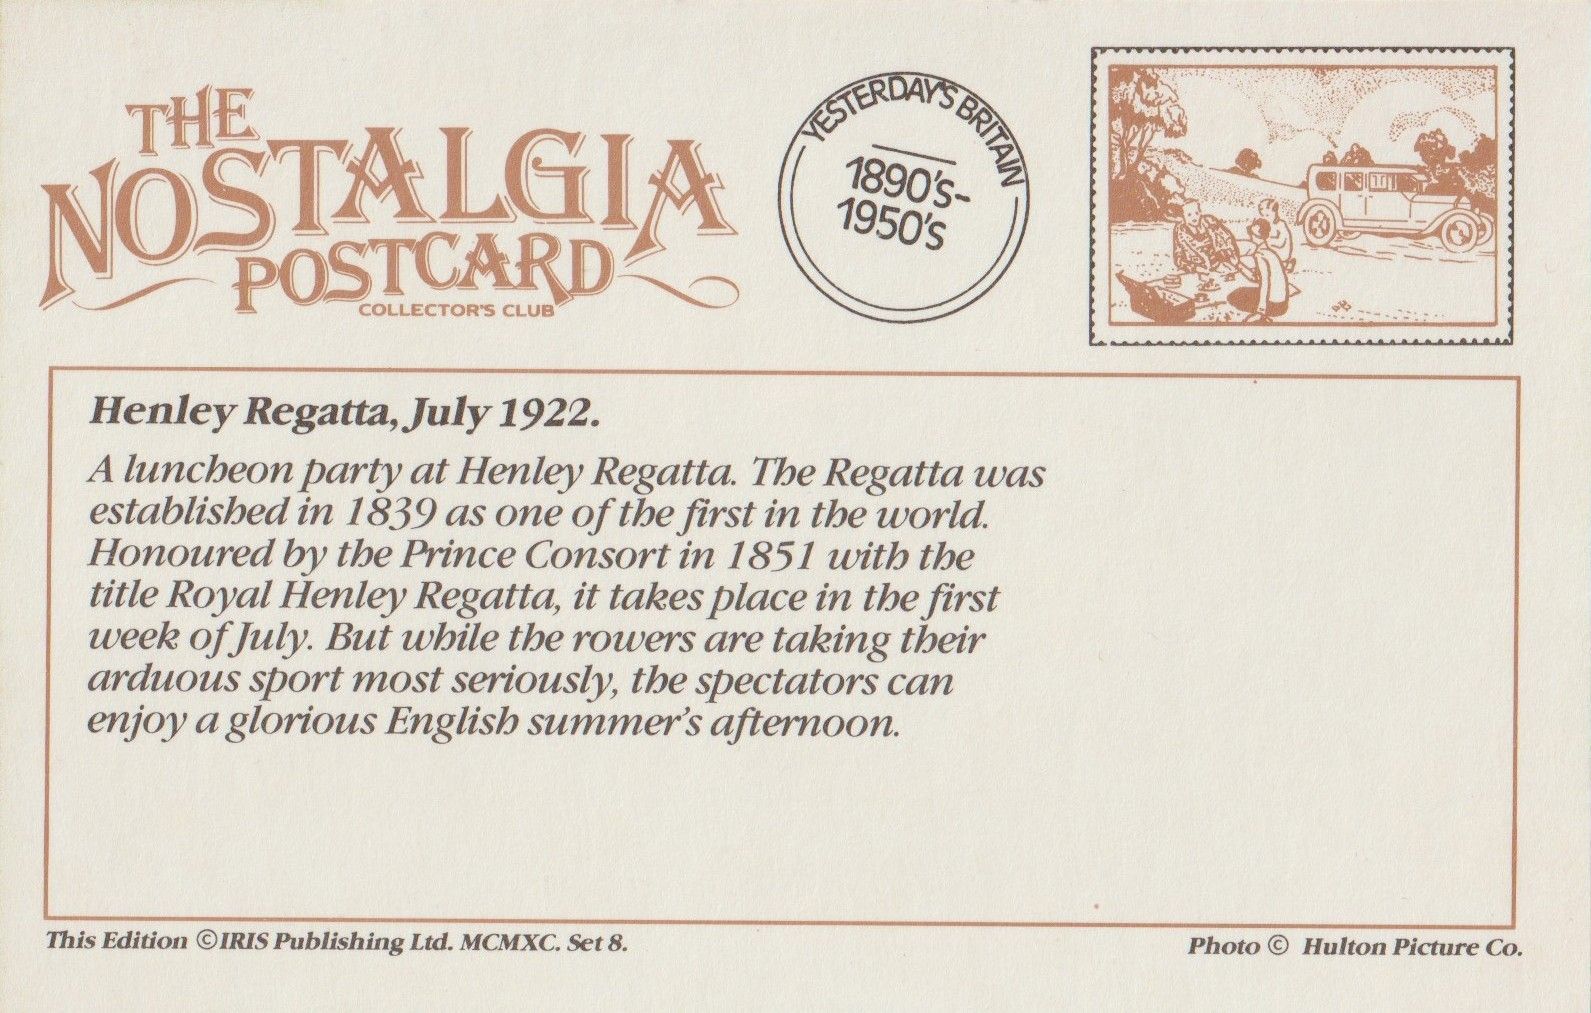 THE
NOSTALGIA
POSTCARD
COLLECTOR'S CLUB
YESTERDAY'S BRITAIN
1890's-
1950's
Henley Regatta, July 1922.
A luncheon party at Henley Regatta. The Regatta was
established in 1839 as one of the first in the world.
Honoured by the Prince Consort in 1851 with the
title Royal Henley Regatta, it takes place in the first
week of July. But while the rowers are taking their
arduous sport most seriously, the spectators can
enjoy a glorious English summer's afternoon.
This Edition ©IRIS Publishing Ltd. MCMXC. Set 8.
Photo © Hulton Picture Co.